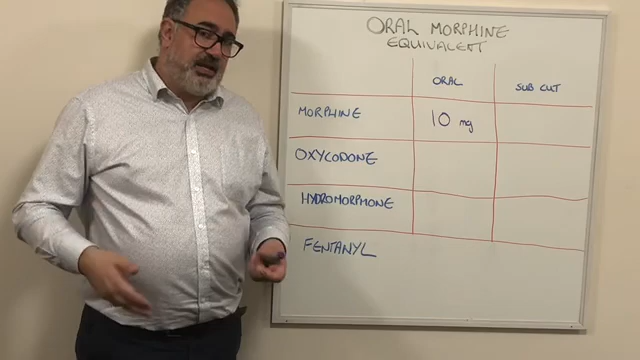 ORAL MORPHINE
EQUIVALENT
ORAL SUB CUT
MORPHINE 10 mg
OXYCODONE
HYDROMORPHONE
FENTANYL